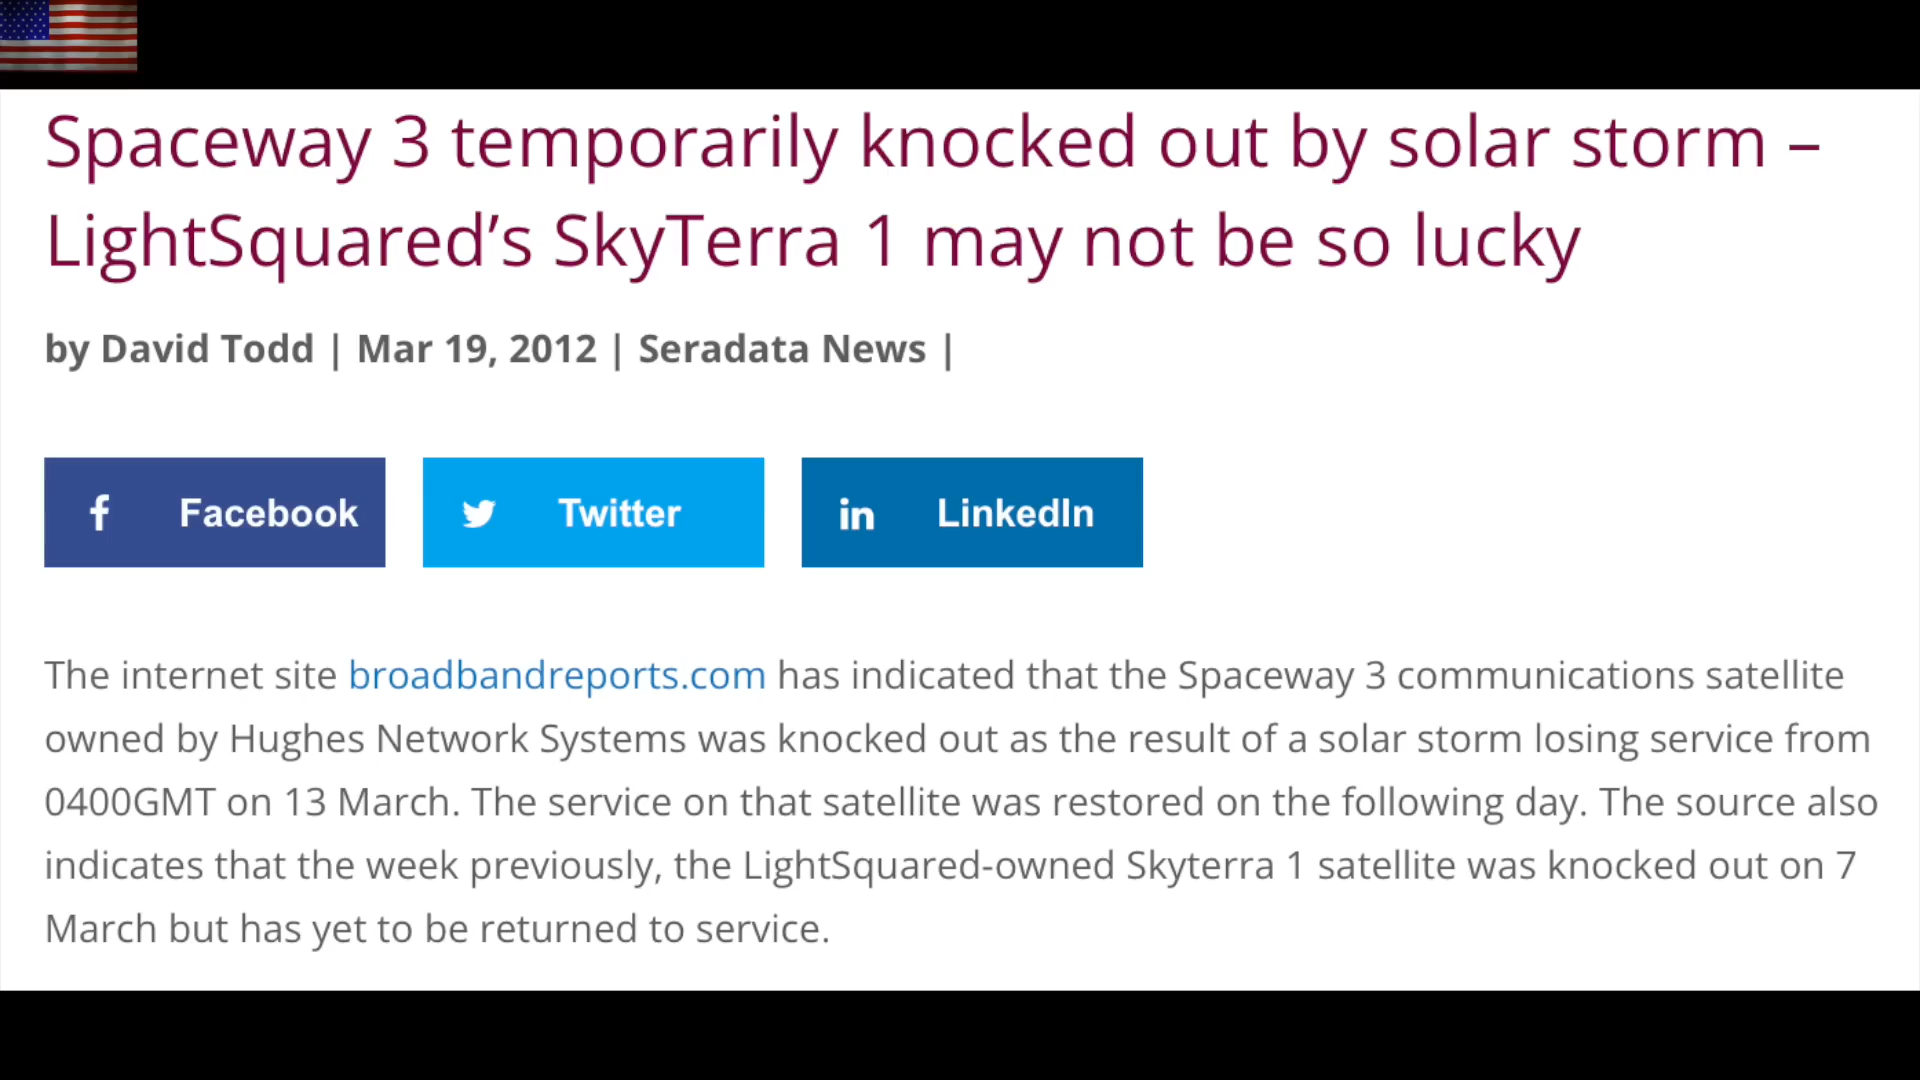 Spaceway 3 temporarily knocked out by solar storm –
LightSquared’s SkyTerra 1 may not be so lucky
by David Todd | Mar 19, 2012 | Seradata News |
Facebook
Twitter
LinkedIn
The internet site broadbandreports.com has indicated that the Spaceway 3 communications satellite
owned by Hughes Network Systems was knocked out as the result of a solar storm losing service from
0400GMT on 13 March. The service on that satellite was restored on the following day. The source also
indicates that the week previously, the LightSquared-owned Skyterra 1 satellite was knocked out on 7
March but has yet to be returned to service.